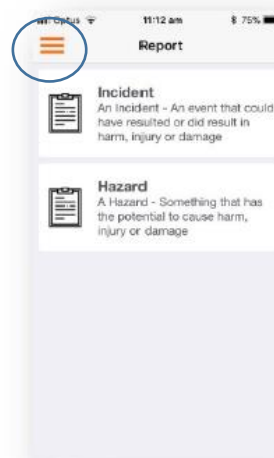 Optus 11:12 am 75%
Report
Incident
An Incident - An event that could
have resulted or did result in
harm, injury or damage
Hazard
A Hazard - Something that has
the potential to cause harm,
injury or damage